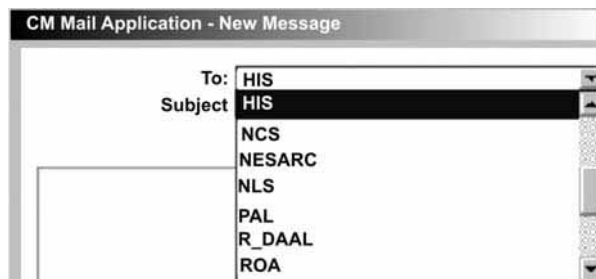 CM Mail Application - New Message
To: HIS
Subject HIS
NCS
NESARC
NLS
PAL
R_DAAL
ROA